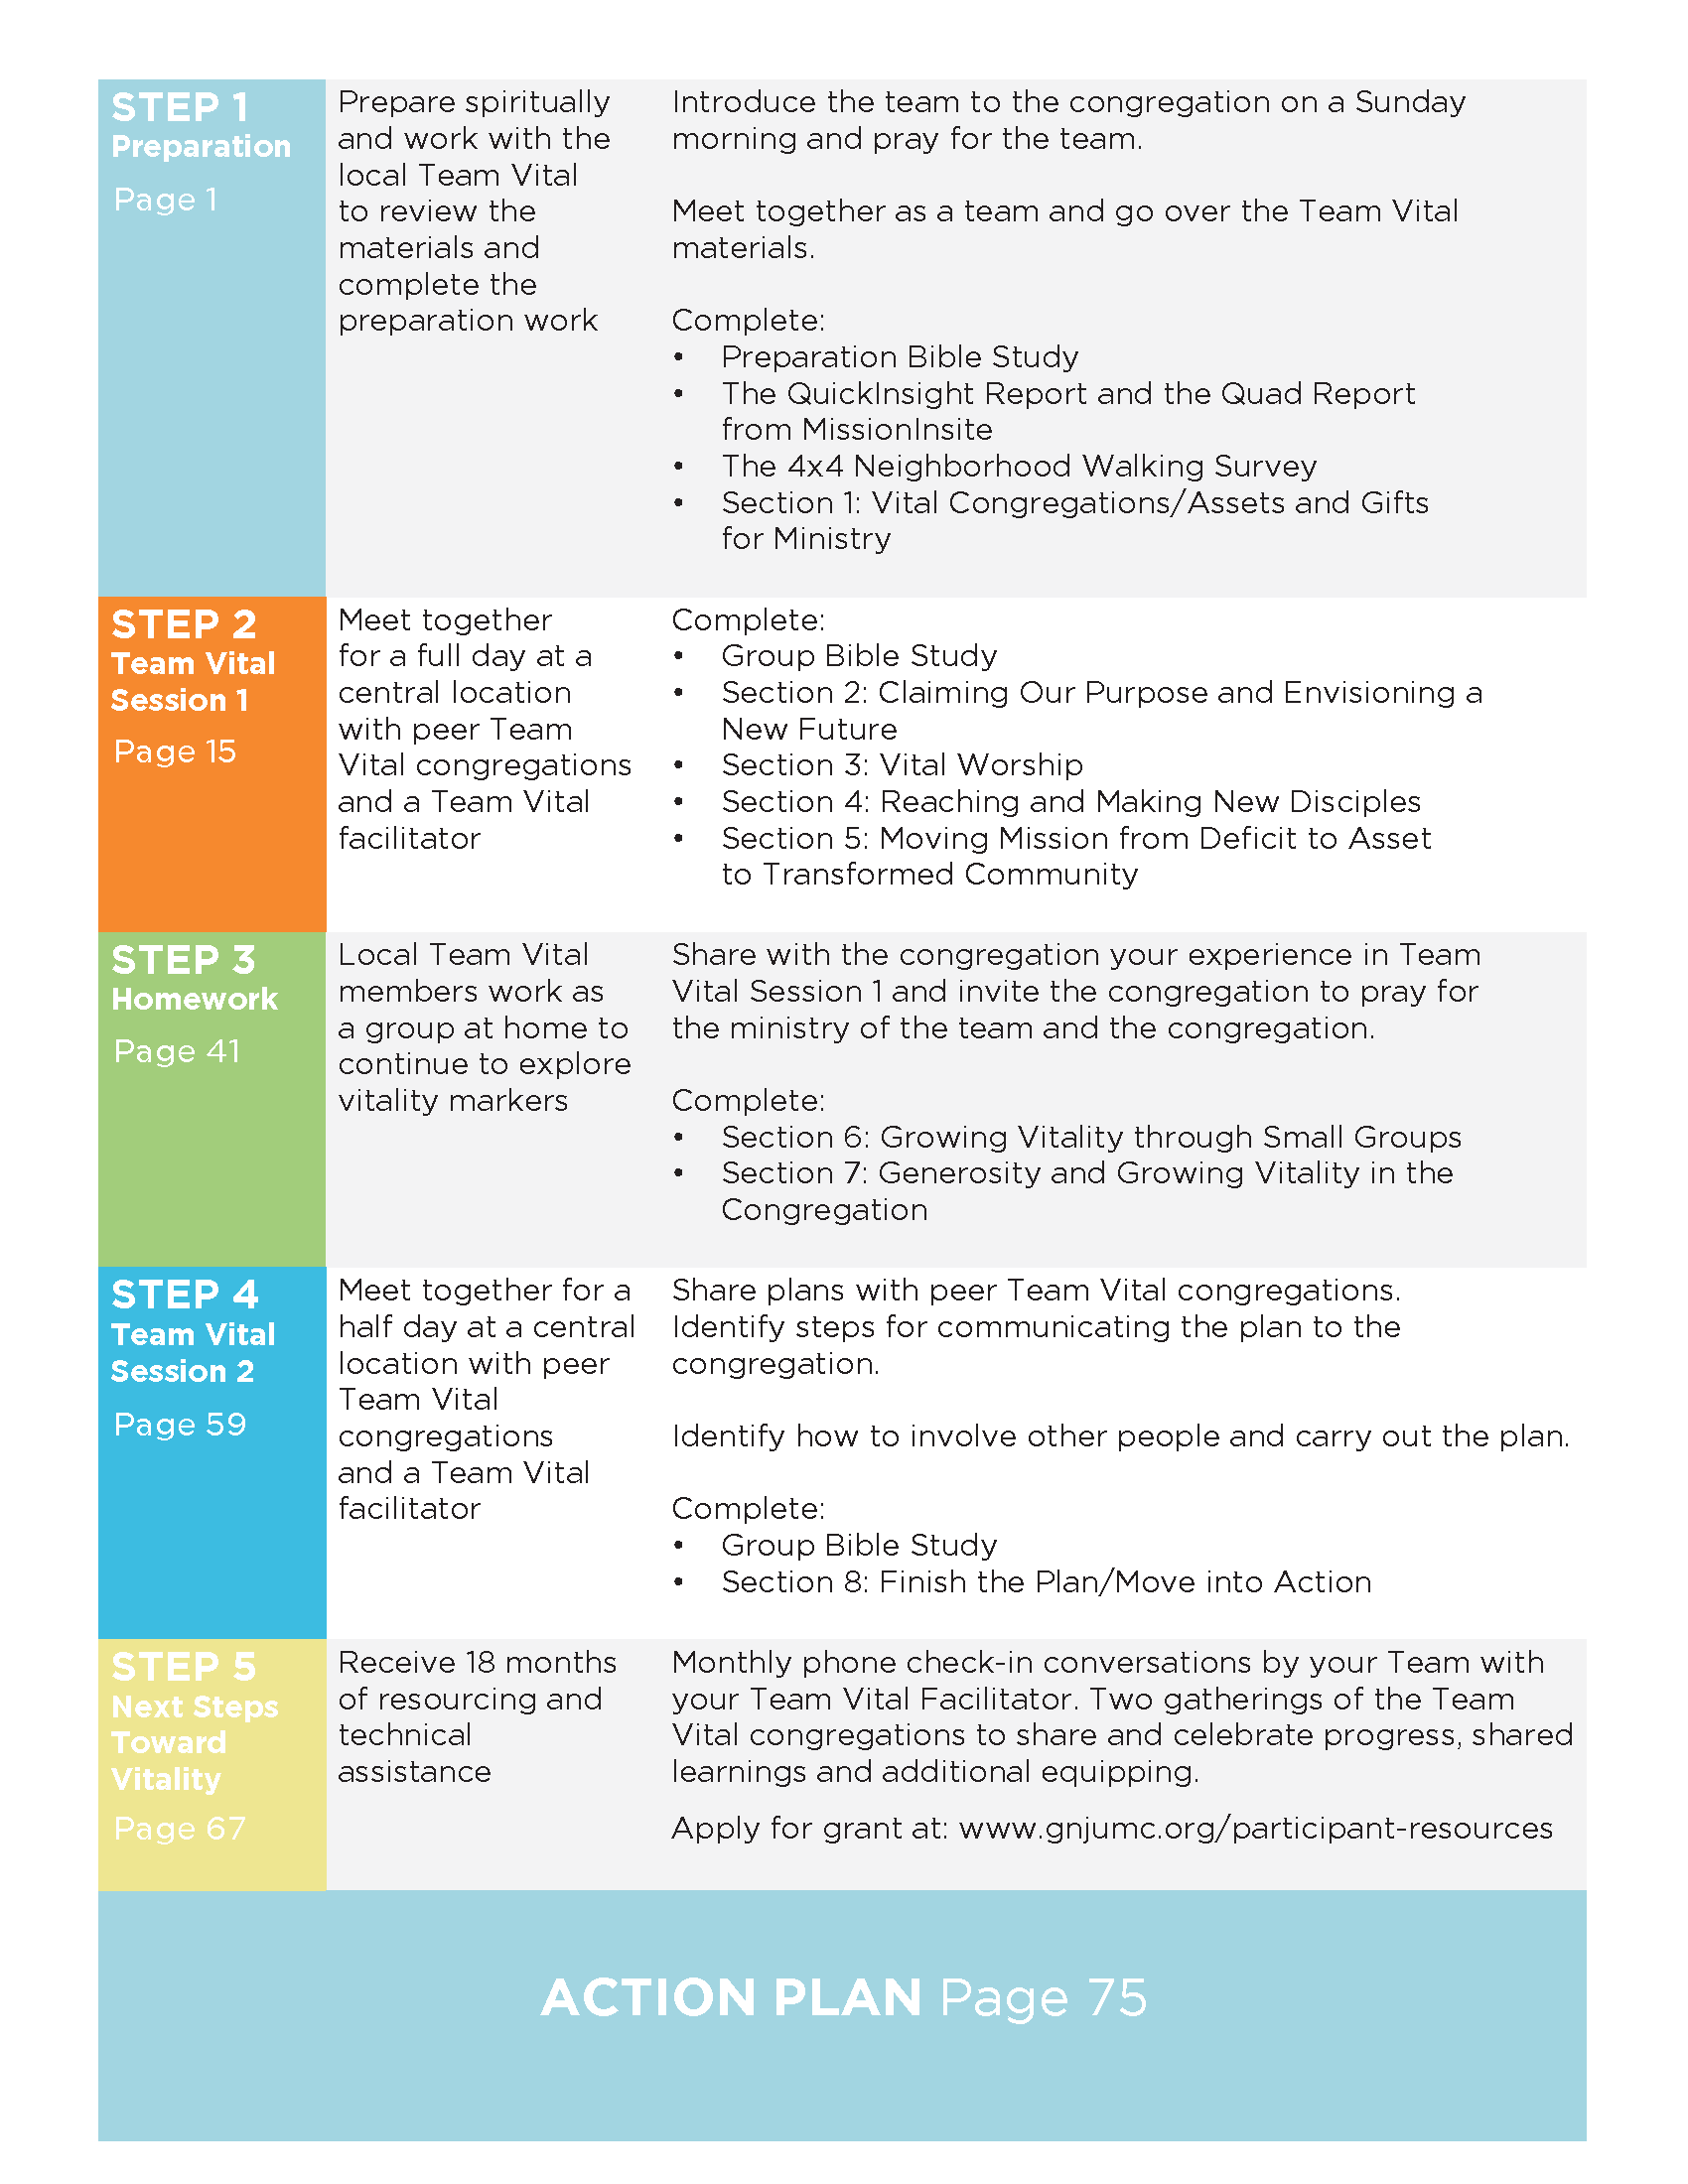 STEP 1
Preparation
Page 1
Prepare spiritually
and work with the
local Team Vital
to review the
materials and
complete the
preparation work
Introduce the team to the congregation on a Sunday
morning and pray for the team.
Meet together as a team and go over the Team Vital
materials.
Complete:
• Preparation Bible Study
• The QuickInsight Report and the Quad Report
from MissionInsite
• The 4x4 Neighborhood Walking Survey
• Section 1: Vital Congregations/Assets and Gifts
for Ministry
STEP 2
Team Vital
Session 1
Page 15
Meet together
for a full day at a
central location
with peer Team
Vital congregations
and a Team Vital
facilitator
Complete:
• Group Bible Study
• Section 2: Claiming Our Purpose and Envisioning a
New Future
• Section 3: Vital Worship
• Section 4: Reaching and Making New Disciples
• Section 5: Moving Mission from Deficit to Asset
to Transformed Community
STEP 3
Homework
Page 41
Local Team Vital
members work as
a group at home to
continue to explore
vitality markers
Share with the congregation your experience in Team
Vital Session 1 and invite the congregation to pray for
the ministry of the team and the congregation.
Complete:
• Section 6: Growing Vitality through Small Groups
• Section 7: Generosity and Growing Vitality in the
Congregation
STEP 4
Team Vital
Session 2
Page 59
Meet together for a
half day at a central
location with peer
Team Vital
congregations
and a Team Vital
facilitator
Share plans with peer Team Vital congregations.
Identify steps for communicating the plan to the
congregation.
Identify how to involve other people and carry out the plan.
Complete:
• Group Bible Study
• Section 8: Finish the Plan/Move into Action
STEP 5
Next Steps
Toward
Vitality
Page 67
Receive 18 months
of resourcing and
technical
assistance
Monthly phone check-in conversations by your Team with
your Team Vital Facilitator. Two gatherings of the Team
Vital congregations to share and celebrate progress, shared
learnings and additional equipping.
Apply for grant at: www.gnjumc.org/participant-resources
ACTION PLAN Page 75